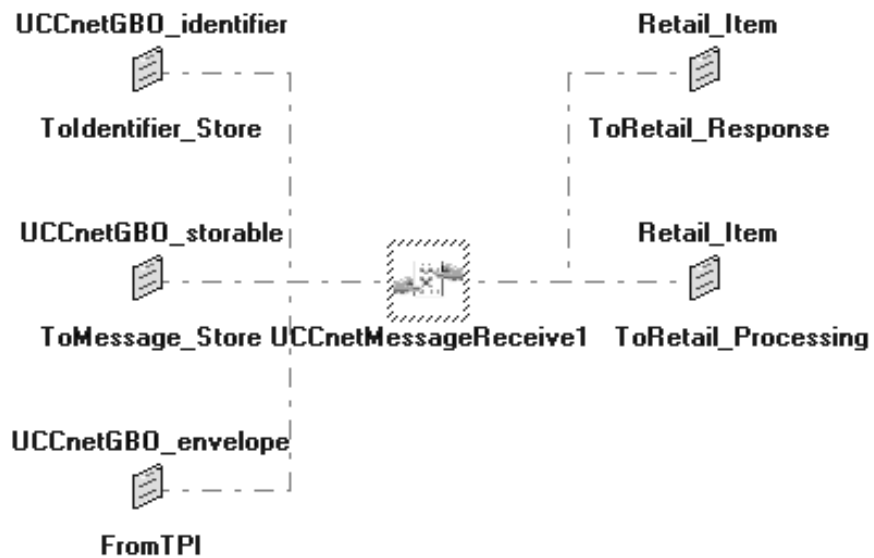 UCCnetGBO_identifier
Retail_Item
ToIdentifier_Store
ToRetail_Response
UCCnetGBO_storable
Retail_Item
ToMessage_Store
UCCnetMessageReceive1
ToRetail_Processing
UCCnetGBO_envelope
FromTPI